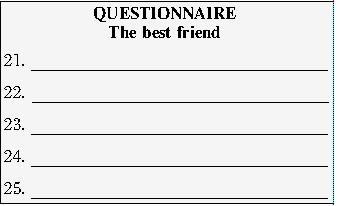 QUESTIONNAIRE
The best friend
21.
22.
23.
24.
25.